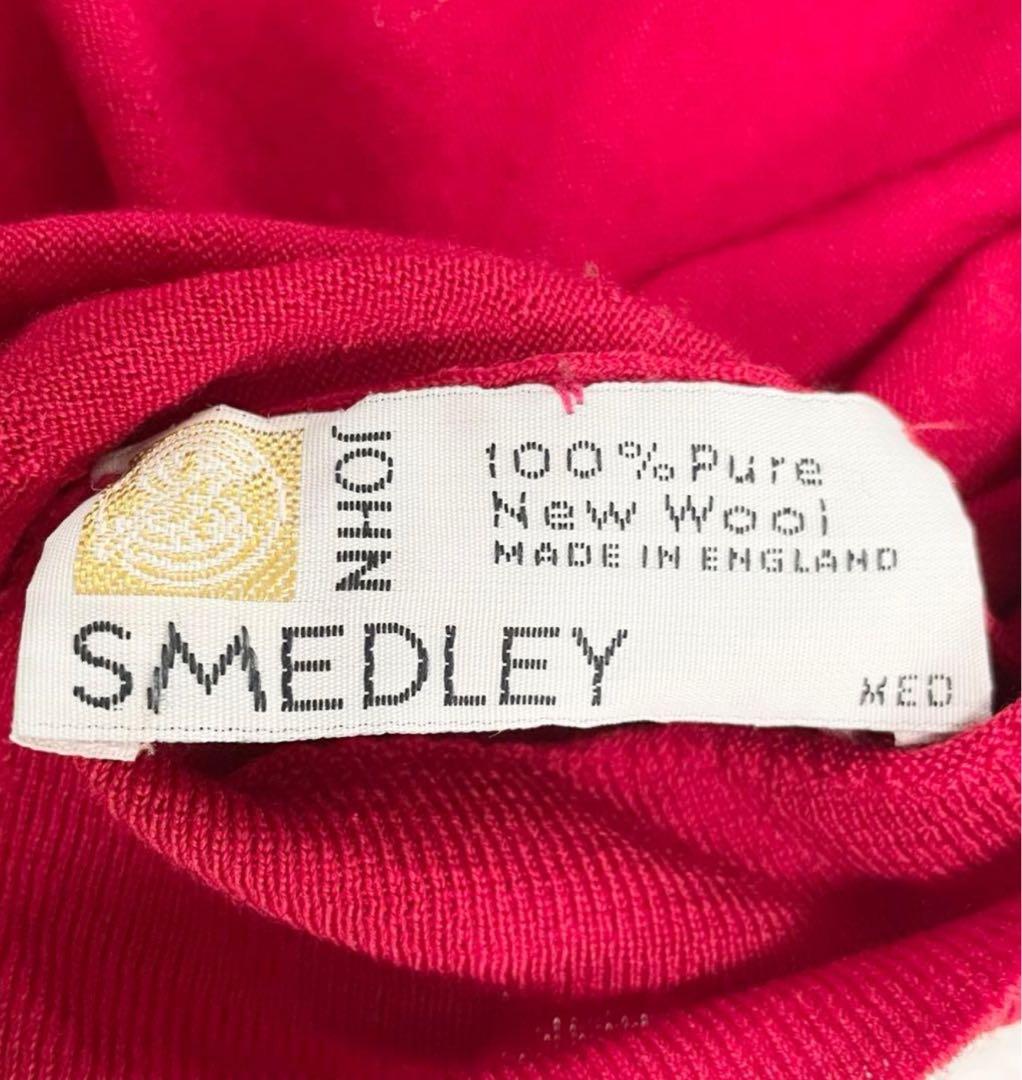 JOHN
SMEDLEY
100% Pure
New Wool
MADE IN ENGLAND
MED